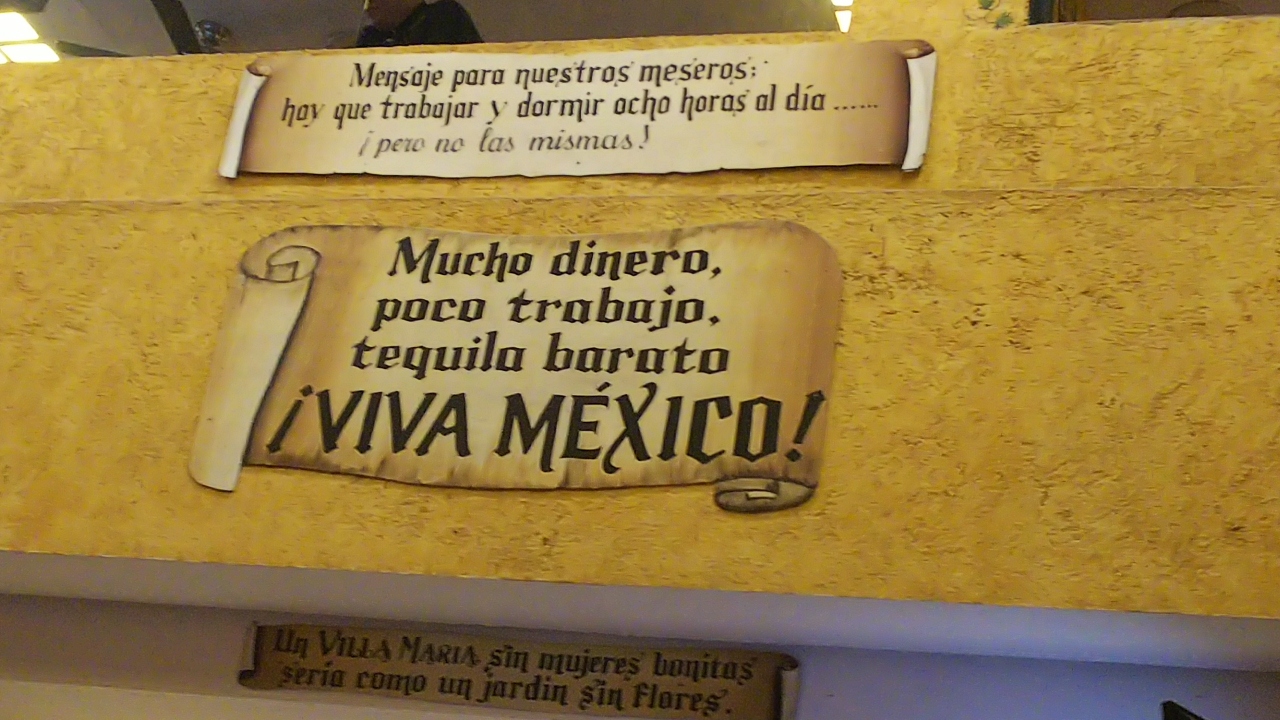 Mensaje para nuestros meseros:
hay que trabajar y dormir ocho horas al día ......
¡pero no las mismas!
Mucho dinero,
poco trabajo,
tequila barato
¡VIVA MÉXICO!
Un VILLA MARIA sin mujeres bonitas
sería como un jardin sin flores.